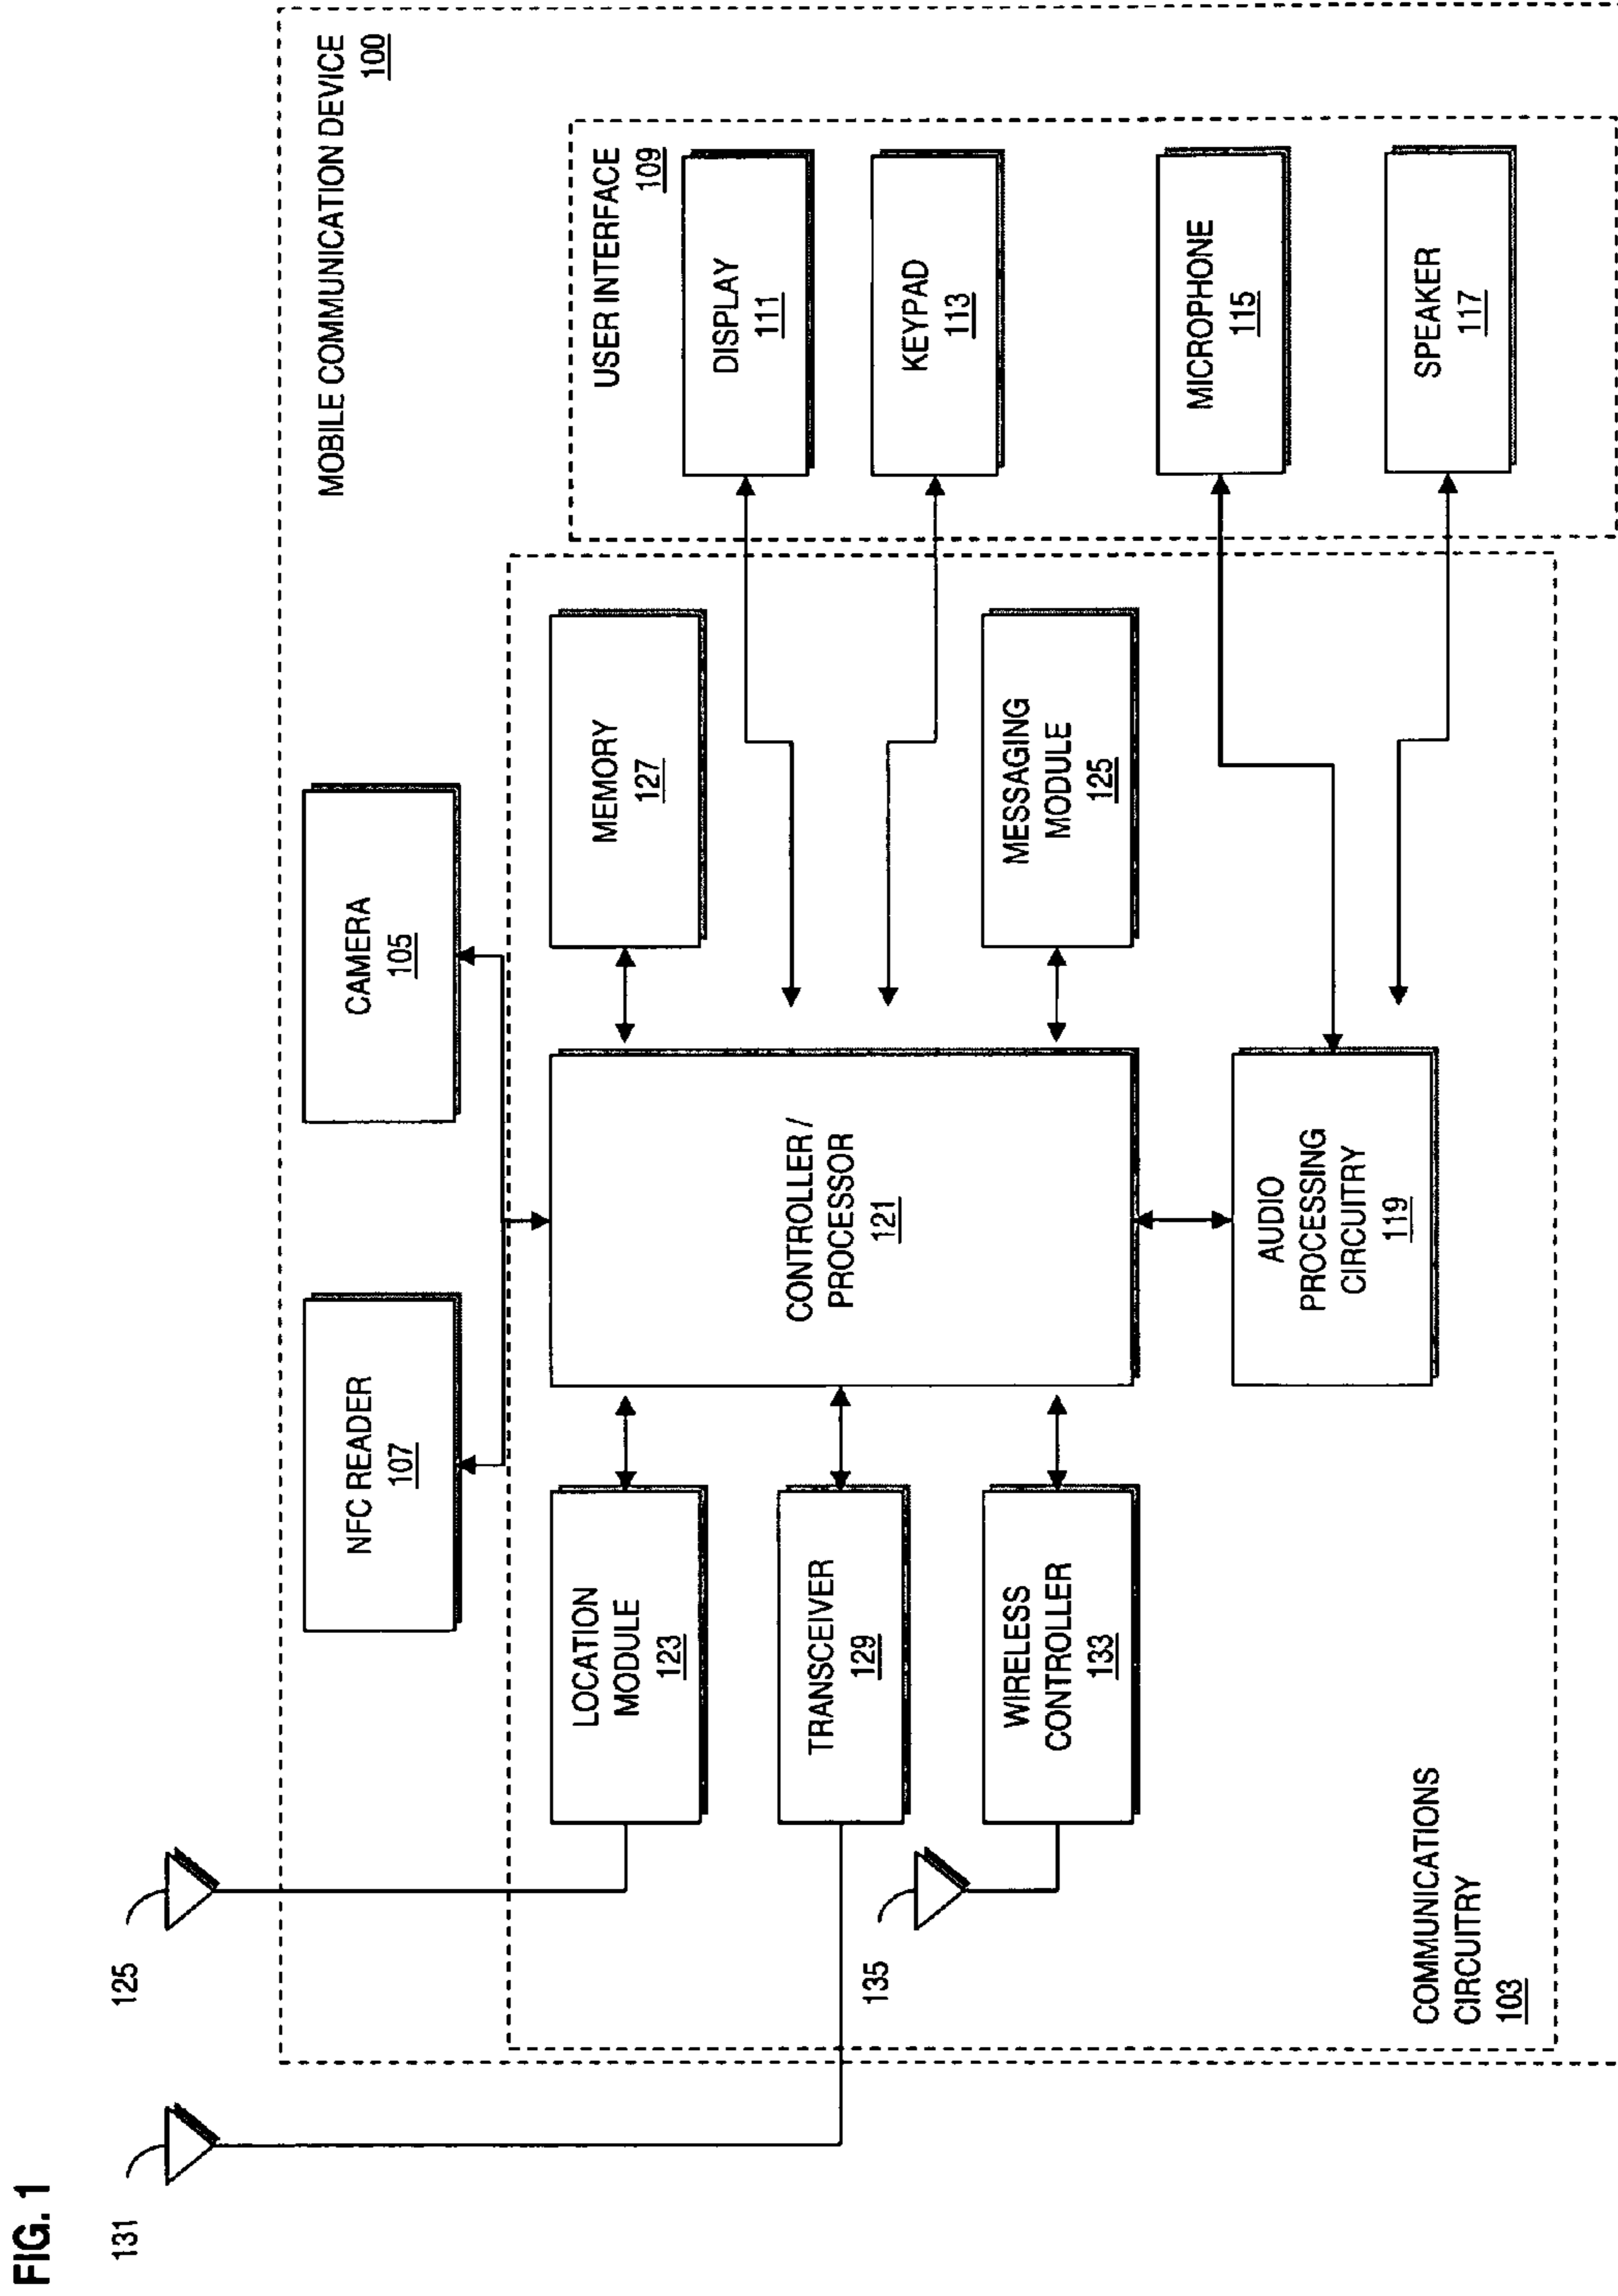 FIG. 1
131
125
MOBILE COMMUNICATION DEVICE
100
NFC READER
107
CAMERA
105
USER INTERFACE
109
LOCATION
MODULE
123
MEMORY
127
DISPLAY
111
TRANSCEIVER
129
CONTROLLER /
PROCESSOR
121
KEYPAD
113
135
WIRELESS
CONTROLLER
133
MESSAGING
MODULE
125
MICROPHONE
115
AUDIO
PROCESSING
CIRCUITRY
119
SPEAKER
117
COMMUNICATIONS
CIRCUITRY
103